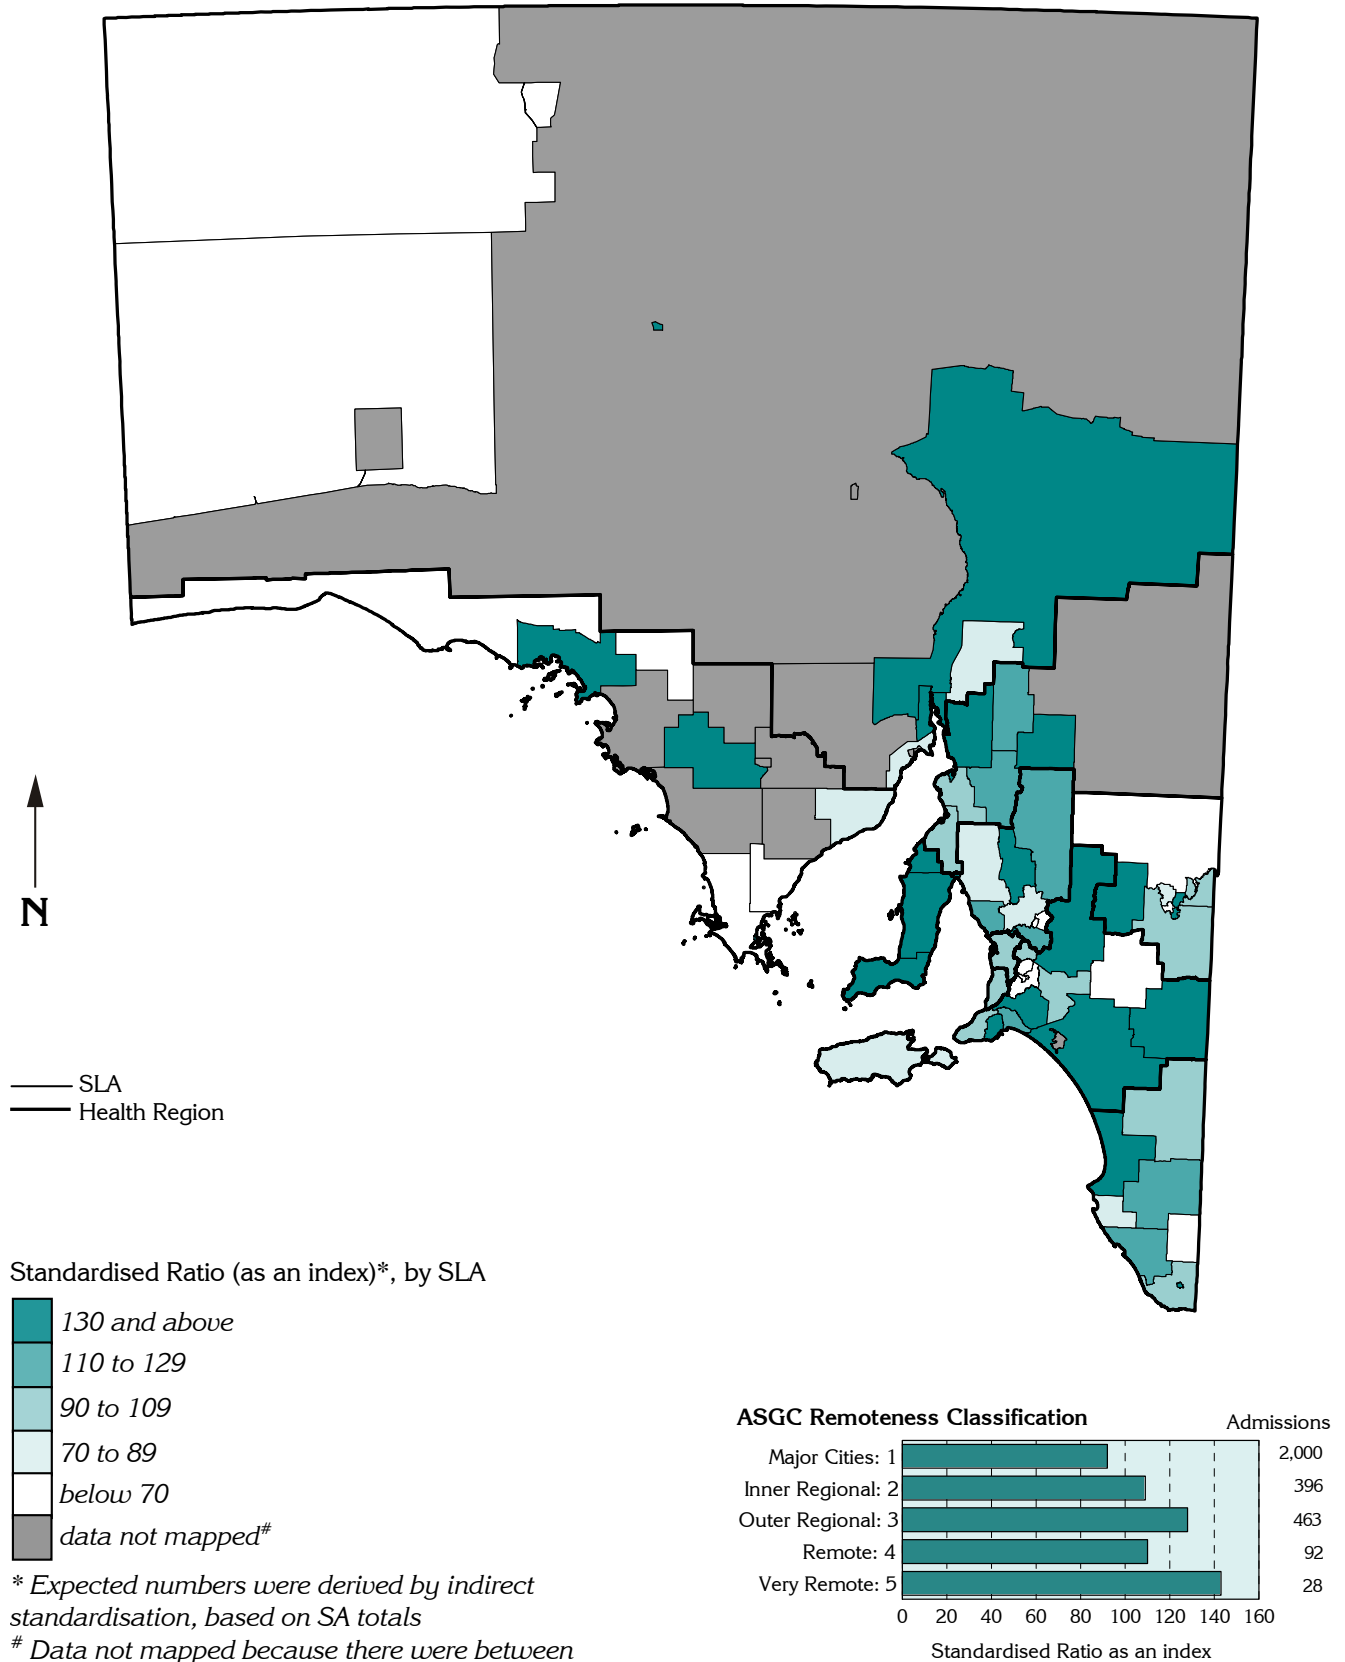 N
SLA
Health Region
Standardised Ratio (as an index)*, by SLA
130 and above
110 to 129
90 to 109
70 to 89
below 70
data not mapped#
* Expected numbers were derived by indirect
standardisation, based on SA totals
# Data not mapped because there were between
ASGC Remoteness Classification
Admissions
Major Cities: 1 2,000
Inner Regional: 2 396
Outer Regional: 3 463
Remote: 4 92
Very Remote: 5 28
0 20 40 60 80 100 120 140 160
Standardised Ratio as an index